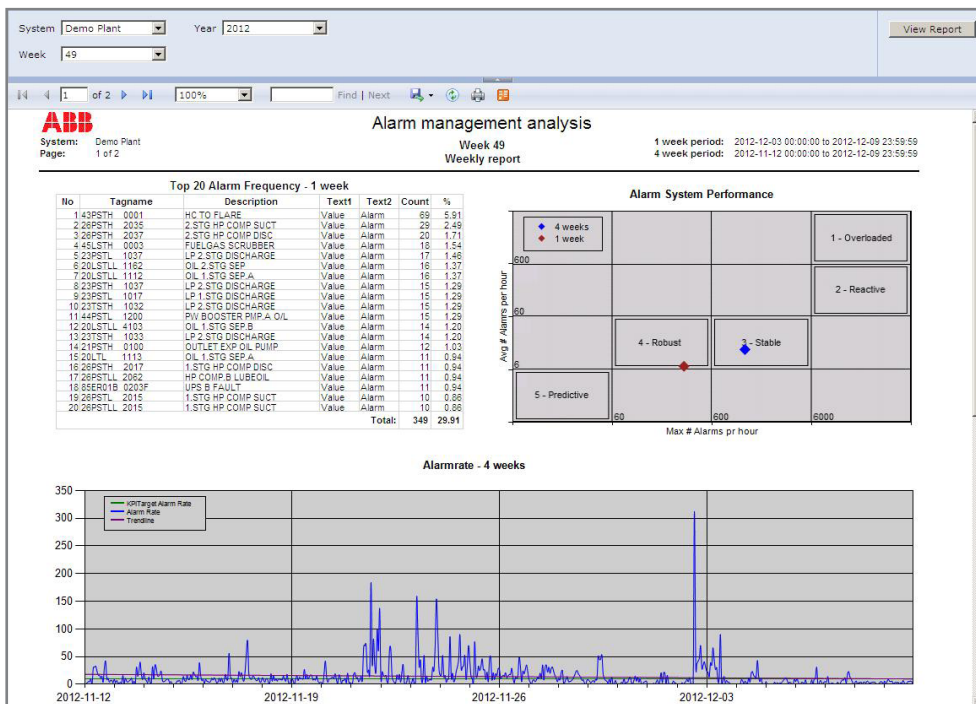 System Demo Plant Year 2012 View Report
Week 49
1 of 2 100% Find | Next
ABB Alarm management analysis
System: Demo Plant Week 49 1 week period: 2012-12-03 00:00:00 to 2012-12-09 23:59:59
Page: 1 of 2 Weekly report 4 week period: 2012-11-12 00:00:00 to 2012-12-09 23:59:59
Top 20 Alarm Frequency - 1 week
No Tagname Description Text1 Text2 Count %
1 43PSTH 0001 HC TO FLARE Value Alarm 69 5.91
2 26PSTH 2035 2.STG HP COMP SUCT Value Alarm 29 2.49
3 26PSTH 2037 2.STG HP COMP DISC Value Alarm 20 1.71
4 45LSTH 0003 FUELGAS SCRUBBER Value Alarm 18 1.54
5 23PSTL 1037 LP 2.STG DISCHARGE Value Alarm 17 1.46
6 20LSTLL 1162 OIL 2.STG SEP Value Alarm 16 1.37
7 20LSTLL 1112 OIL 1.STG SEP.A Value Alarm 16 1.37
8 23PSTH 1037 LP 2.STG DISCHARGE Value Alarm 15 1.29
9 23PSTL 1017 LP 1.STG DISCHARGE Value Alarm 15 1.29
10 23TSTH 1032 LP 2.STG DISCHARGE Value Alarm 15 1.29
11 44PSTL 1200 PW BOOSTER PMP.A O/L Value Alarm 15 1.29
12 20LSTLL 4103 OIL 1.STG SEP.B Value Alarm 14 1.20
13 23TSTH 1033 LP 2.STG DISCHARGE Value Alarm 14 1.20
14 21PSTH 0100 OUTLET EXP OIL PUMP Value Alarm 12 1.03
15 20LTL 1113 OIL 1.STG SEP.A Value Alarm 11 0.94
16 26PSTH 2017 1.STG HP COMP DISC Value Alarm 11 0.94
17 26PSTLL 2062 HP COMP.B LUBEOIL Value Alarm 11 0.94
18 85ER01B 0203F UPS B FAULT Value Alarm 11 0.94
19 26PSTL 2015 1.STG HP COMP SUCT Value Alarm 10 0.86
20 26PSTLL 2015 1.STG HP COMP SUCT Value Alarm 10 0.86
Total: 349 29.91
Alarm System Performance
4 weeks
1 week
1 - Overloaded
600
2 - Reactive
60
4 - Robust
3 - Stable
6
5 - Predictive
60 600 6000
Avg # Alarms per hour
Max # Alarms pr hour
Alarmrate - 4 weeks
KPITarget Alarm Rate
Alarm Rate
Trendline
350
300
250
200
150
100
50
0
2012-11-12 2012-11-19 2012-11-26 2012-12-03